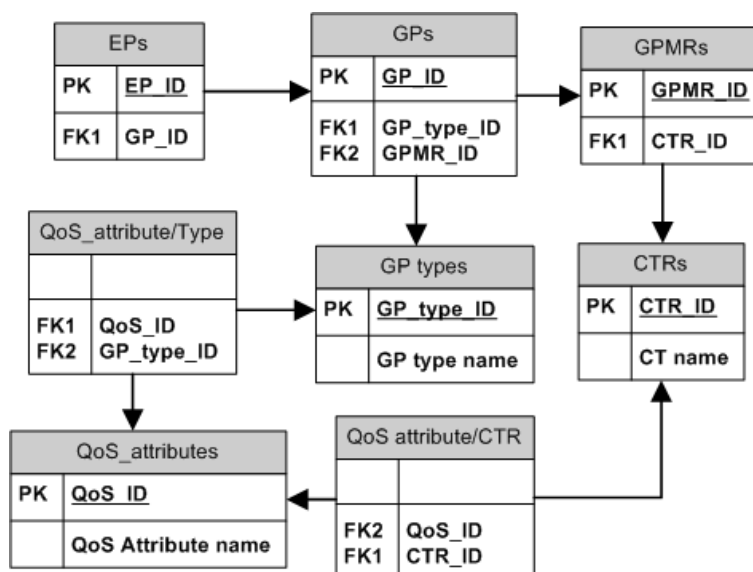 EPs
PK EP_ID
FK1 GP_ID
GPs
PK GP_ID
FK1 GP_type_ID
FK2 GPMR_ID
GPMRs
PK GPMR_ID
FK1 CTR_ID
QoS_attribute/Type
FK1 QoS_ID
FK2 GP_type_ID
GP types
PK GP_type_ID
GP type name
CTRs
PK CTR_ID
CT name
QoS_attributes
PK QoS_ID
QoS Attribute name
QoS attribute/CTR
FK2 QoS_ID
FK1 CTR_ID